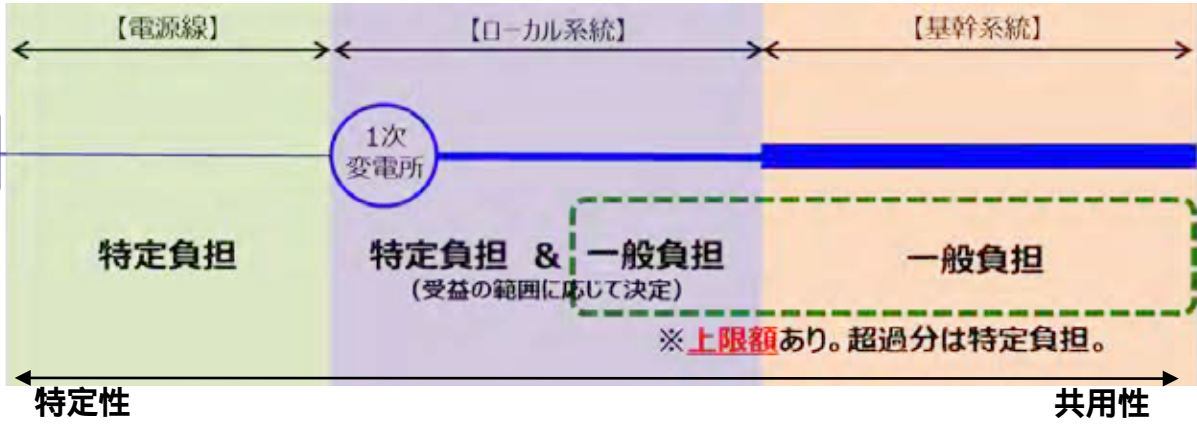 【電源線】
【ローカル系統】
【基幹系統】
1次
変電所
特定負担
特定負担 & 一般負担
(受益の範囲に応じて決定)
一般負担
※上限額あり。超過分は特定負担。
特定性
共用性